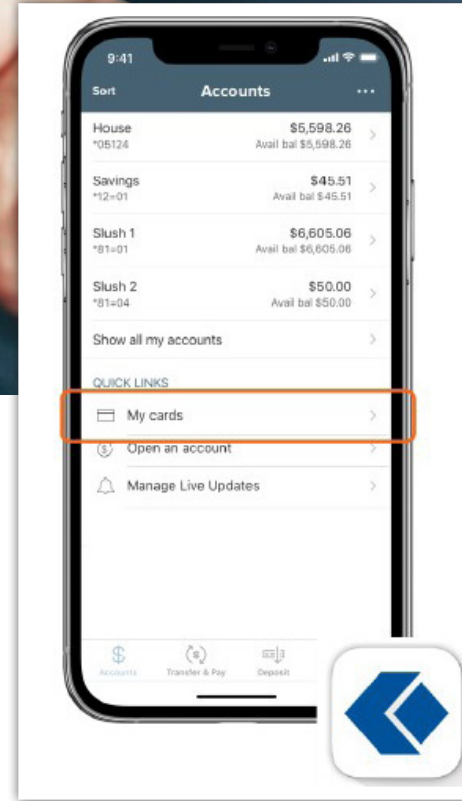 9:41
Sort Accounts ...
House $5,598.26
*05124 Avail bal $5,598.26
Savings $45.51
*12=01 Avail bal $45.51
Slush 1 $6,605.06
*81=01 Avail bal $6,605.06
Slush 2 $50.00
*81=04 Avail bal $50.00
Show all my accounts
QUICK LINKS
My cards
Open an account
Manage Live Updates
Accounts Transfer & Pay Deposit